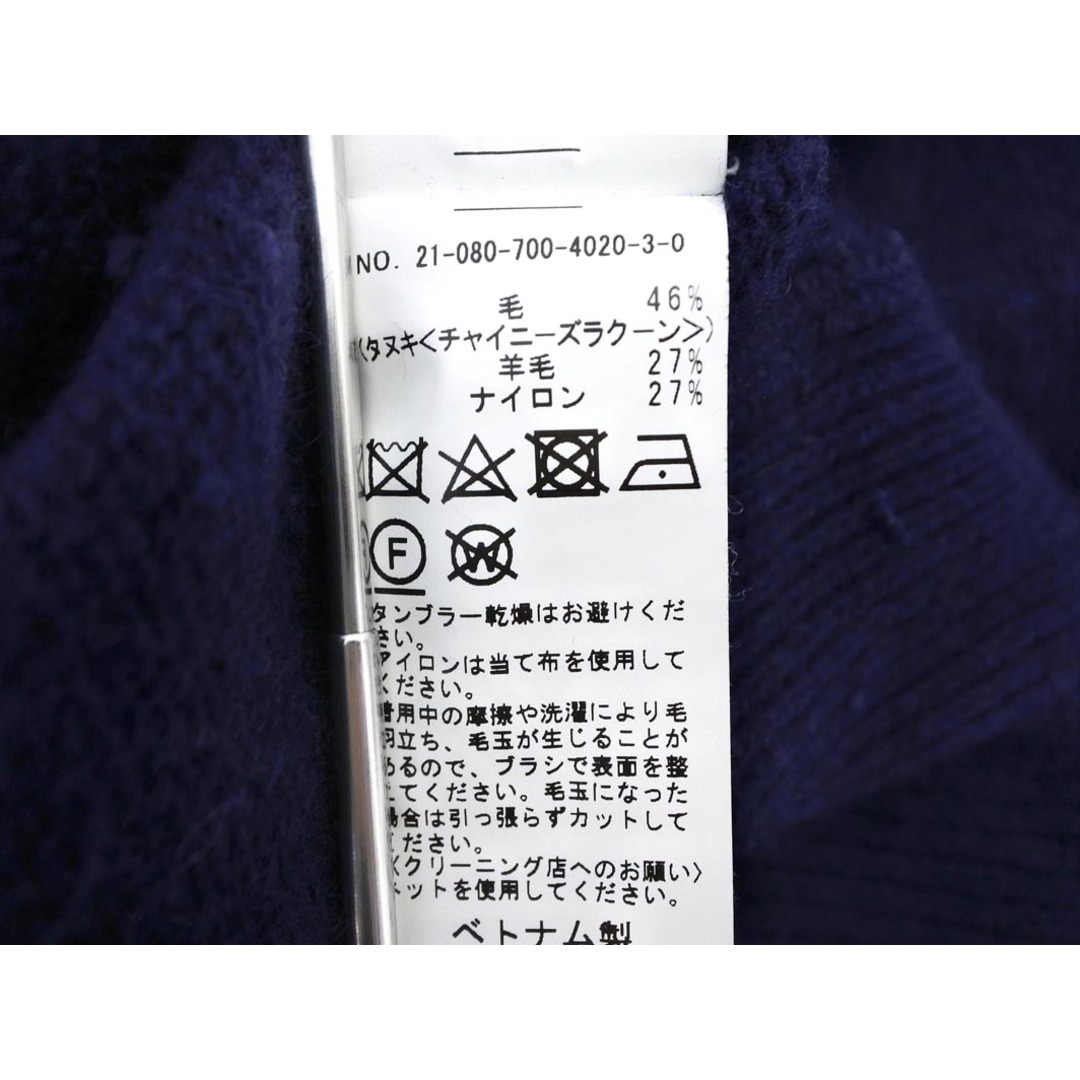 NO. 21-080-700-4020-3-0
毛 46%
〈タヌキ<チャイニーズラクーン>〉
羊毛 27%
ナイロン 27%
F
W
タンブラー乾燥はお避けくだ
さい。
アイロンは当て布を使用して
ください。
着用中の摩擦や洗濯により毛
羽立ち、毛玉が生じることが
あるので、ブラシで表面を整
えてください。毛玉になった
場合は引っ張らずカットして
ください。
〈クリーニング店へのお願い〉
ネットを使用してください。
ベトナム製